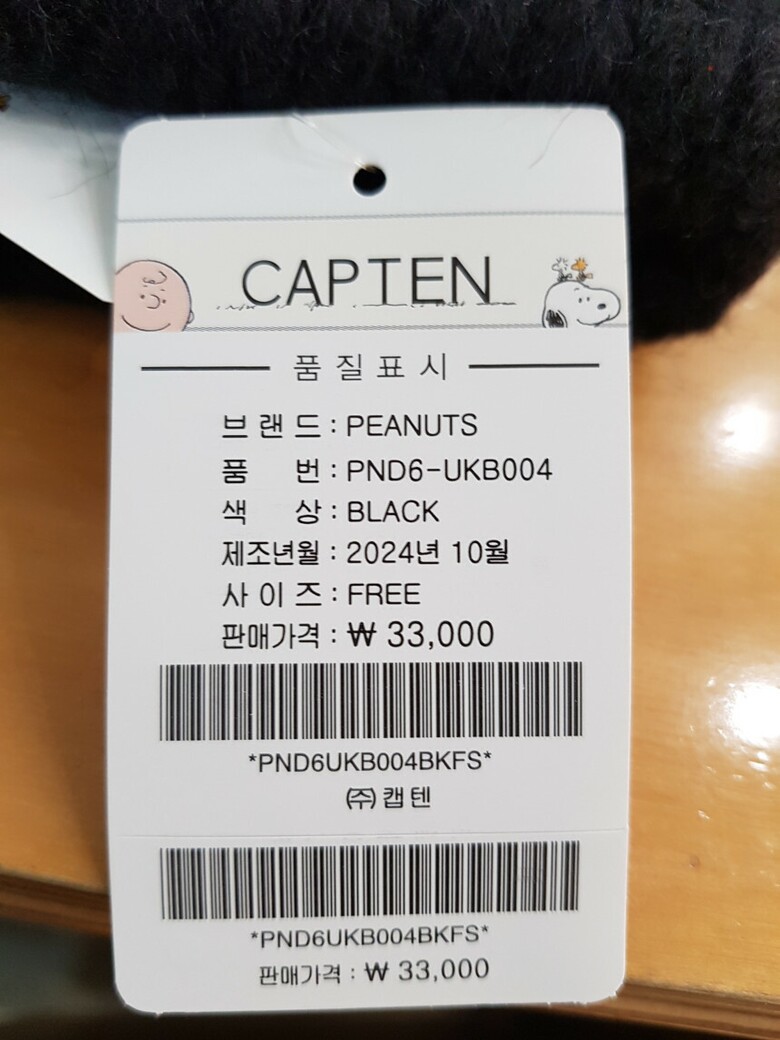 CAPTEN
품질표시
브랜드 : PEANUTS
품 번 : PND6-UKB004
색 상 : BLACK
제조년월 : 2024년 10월
사이즈 : FREE
판매가격 : ₩ 33,000
*PND6UKB004BKFS*
㈜캡텐
*PND6UKB004BKFS*
판매가격 : ₩ 33,000